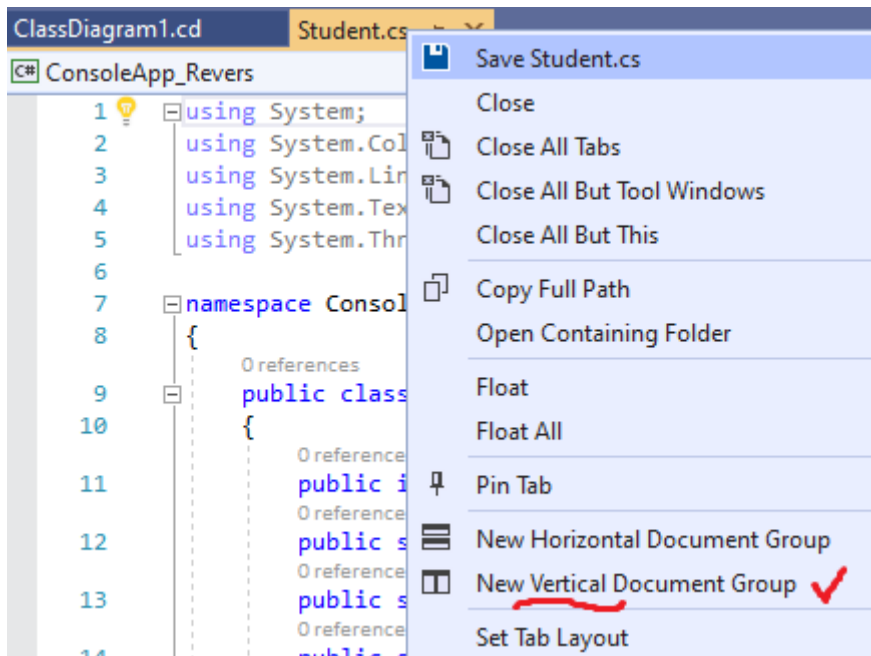 ClassDiagram1.cd
Student.cs
C# ConsoleApp_Revers
1 using System;
2 using System.Col
3 using System.Lin
4 using System.Tex
5 using System.Thr
6
7 namespace Consol
8 {
0 references
9 public class
10 {
0 reference
11 public i
0 reference
12 public s
0 reference
13 public s
0 reference
Save Student.cs
Close
Close All Tabs
Close All But Tool Windows
Close All But This
Copy Full Path
Open Containing Folder
Float
Float All
Pin Tab
New Horizontal Document Group
New Vertical Document Group
Set Tab Layout